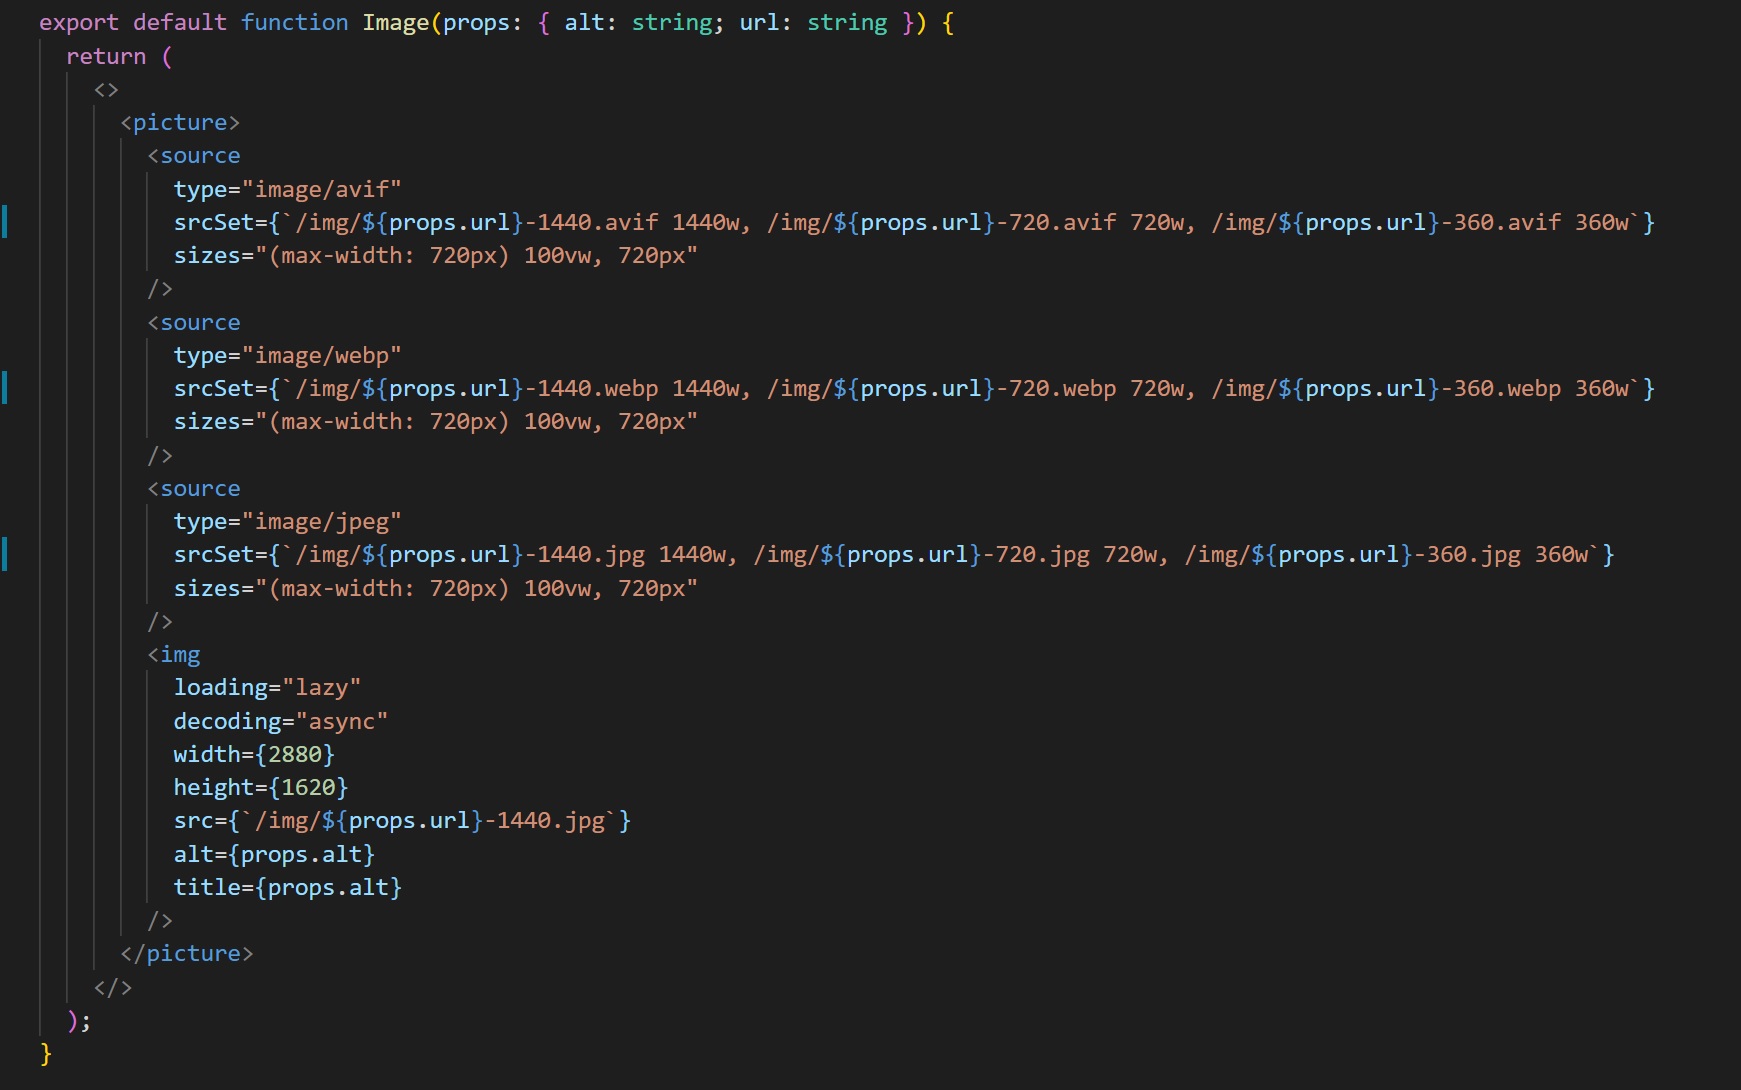 export default function Image(props: { alt: string; url: string }) {
  return (
    <>
      <picture>
        <source
          type="image/avif"
          srcSet={`/img/${props.url}-1440.avif 1440w, /img/${props.url}-720.avif 720w, /img/${props.url}-360.avif 360w`}
          sizes="(max-width: 720px) 100vw, 720px"
        />
        <source
          type="image/webp"
          srcSet={`/img/${props.url}-1440.webp 1440w, /img/${props.url}-720.webp 720w, /img/${props.url}-360.webp 360w`}
          sizes="(max-width: 720px) 100vw, 720px"
        />
        <source
          type="image/jpeg"
          srcSet={`/img/${props.url}-1440.jpg 1440w, /img/${props.url}-720.jpg 720w, /img/${props.url}-360.jpg 360w`}
          sizes="(max-width: 720px) 100vw, 720px"
        />
        <img
          loading="lazy"
          decoding="async"
          width={2880}
          height={1620}
          src={`/img/${props.url}-1440.jpg`}
          alt={props.alt}
          title={props.alt}
        />
      </picture>
    </>
  );
}